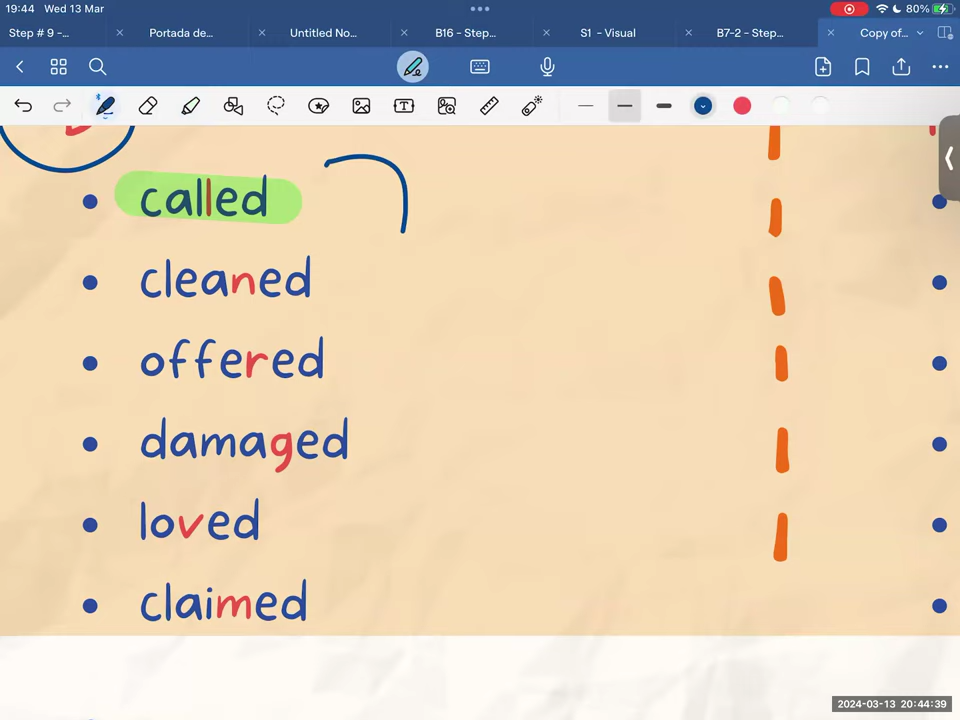 19:44 Wed 13 Mar
80%
Step # 9 -...
Portada de...
Untitled No...
B16 - Step...
S1 - Visual
B7-2 - Step...
Copy of...
called
cleaned
offered
damaged
loved
claimed
2024-03-13 20:44:39